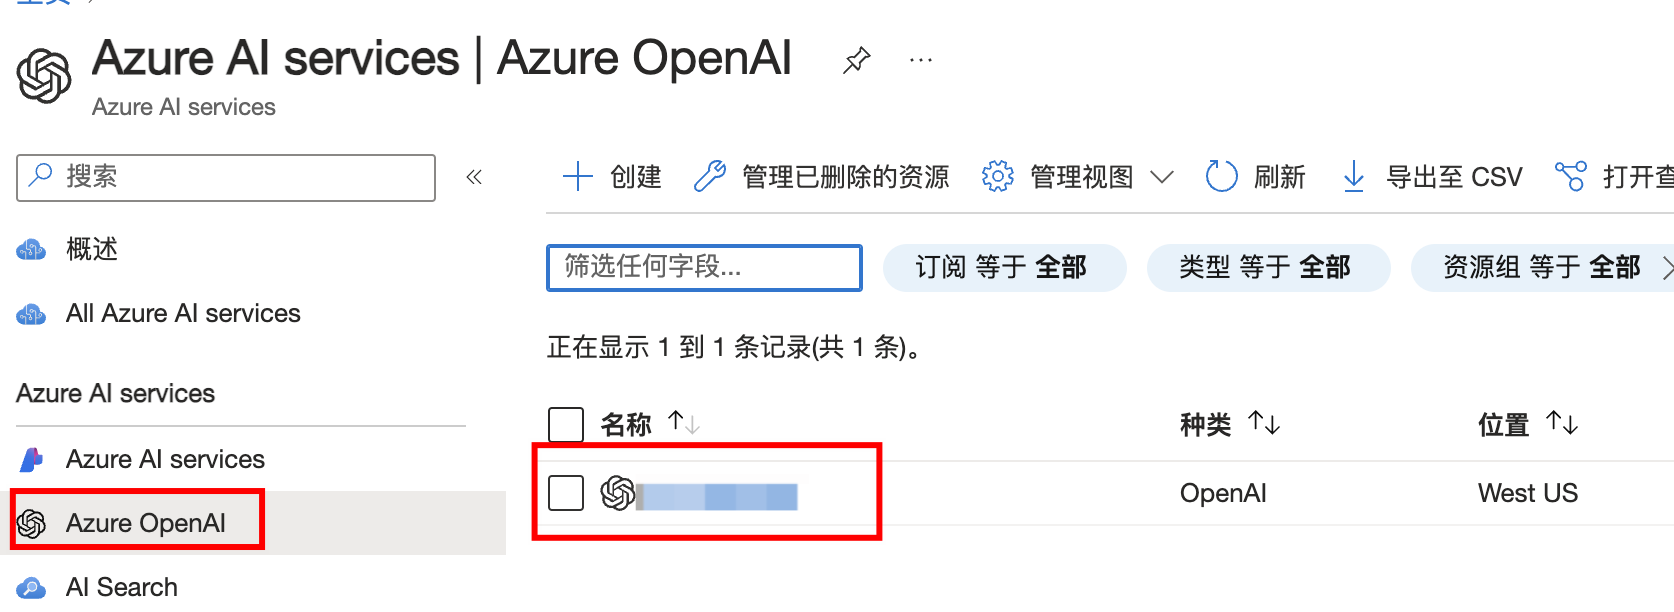 Azure AI services | Azure OpenAI
Azure AI services
搜索
创建
管理已删除的资源
管理视图
刷新
导出至 CSV
概述
筛选任何字段...
订阅 等于 全部
类型 等于 全部
资源组 等于 全部
All Azure AI services
正在显示 1 到 1 条记录(共 1 条)。
Azure AI services
名称
种类
位置
Azure AI services
OpenAI
West US
Azure OpenAI
AI Search